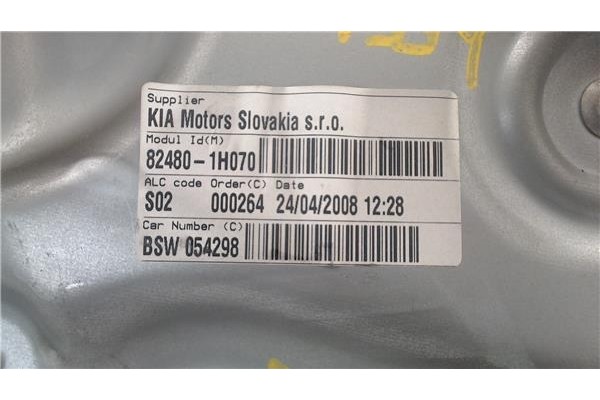 Supplier
KIA Motors Slovakia s.r.o.
Modul Id(M)
82480-1H070
ALC code Order(C) Date
S02 000264 24/04/2008 12:28
Car Number (C)
BSW 054298